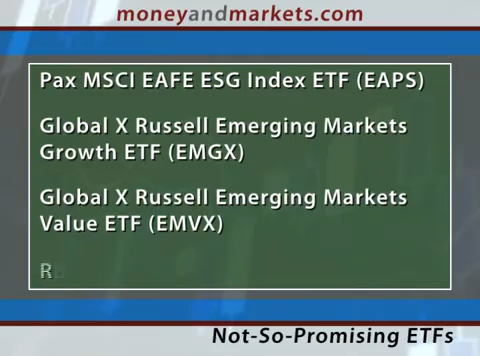 moneyandmarkets.com
Pax MSCI EAFE ESG Index ETF (EAPS)
Global X Russell Emerging Markets
Growth ETF (EMGX)
Global X Russell Emerging Markets
Value ETF (EMVX)
R
Not-So-Promising ETFs